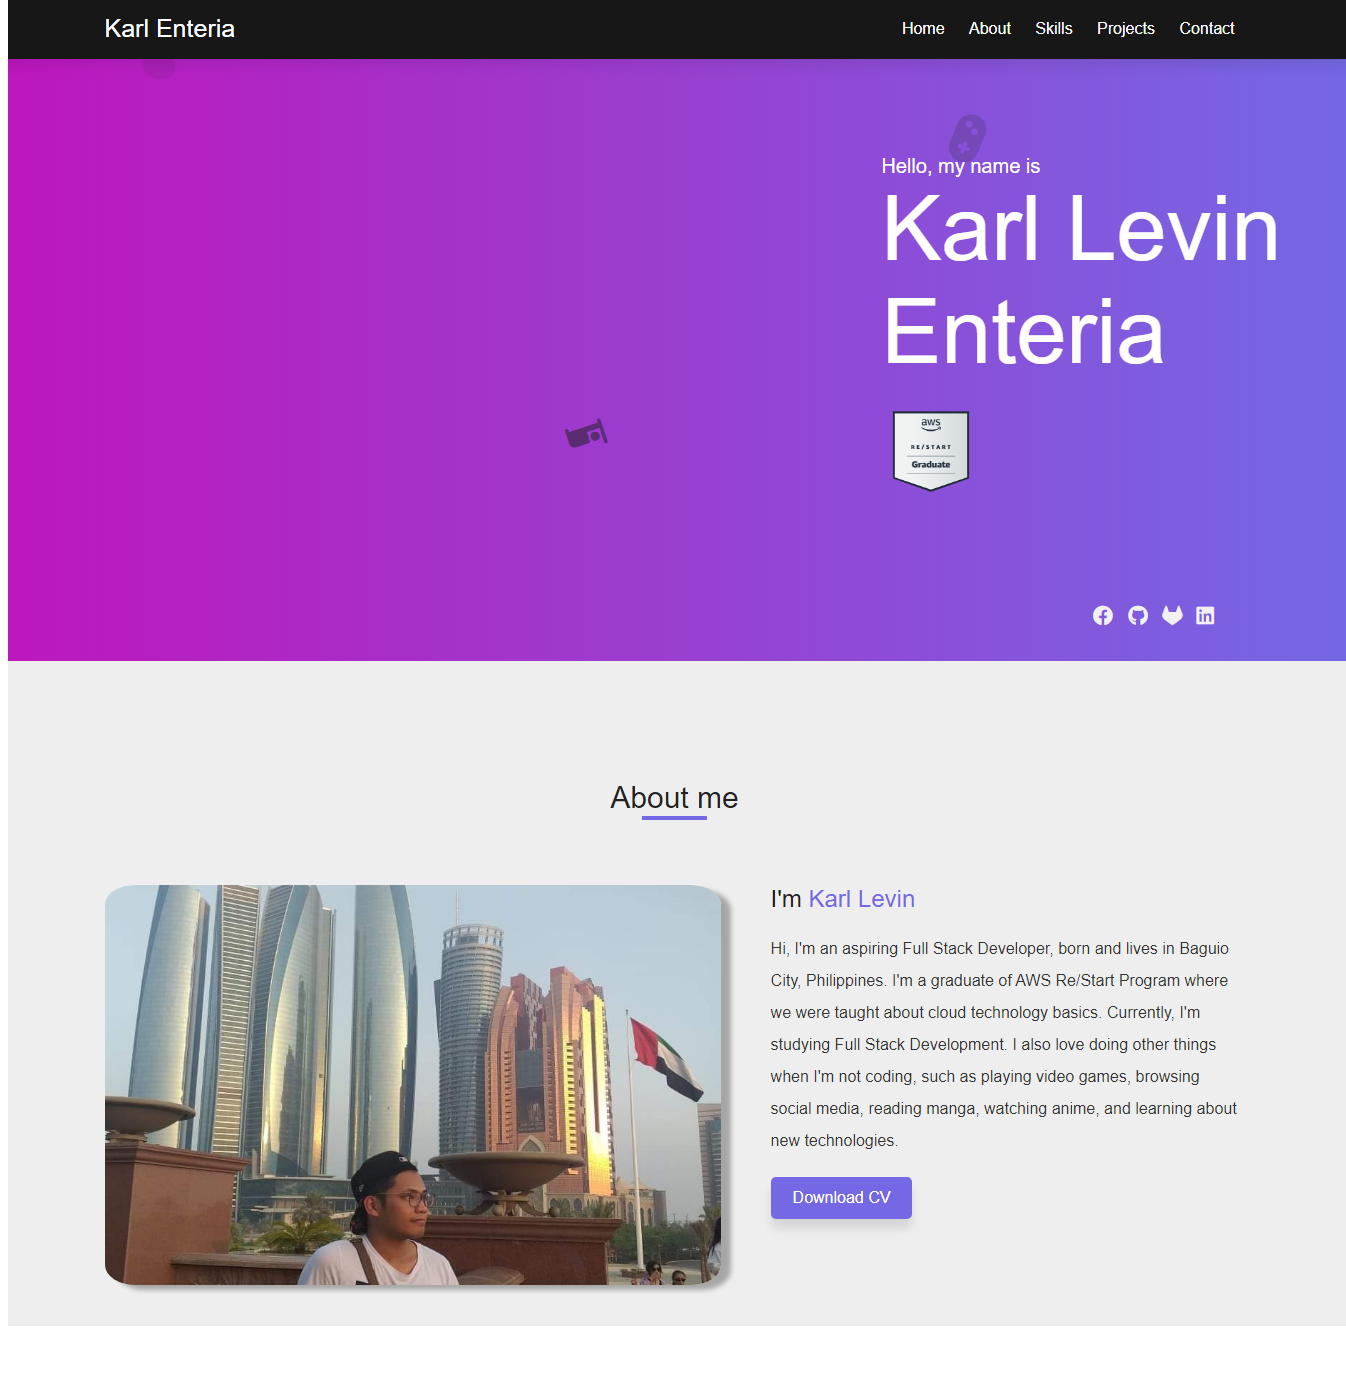 Karl Enteria
Home About Skills Projects Contact
Hello, my name is
Karl Levin
Enteria
aws
RE/START
Graduate
About me
I'm Karl Levin
Hi, I'm an aspiring Full Stack Developer, born and lives in Baguio
City, Philippines. I'm a graduate of AWS Re/Start Program where
we were taught about cloud technology basics. Currently, I'm
studying Full Stack Development. I also love doing other things
when I'm not coding, such as playing video games, browsing
social media, reading manga, watching anime, and learning about
new technologies.
Download CV